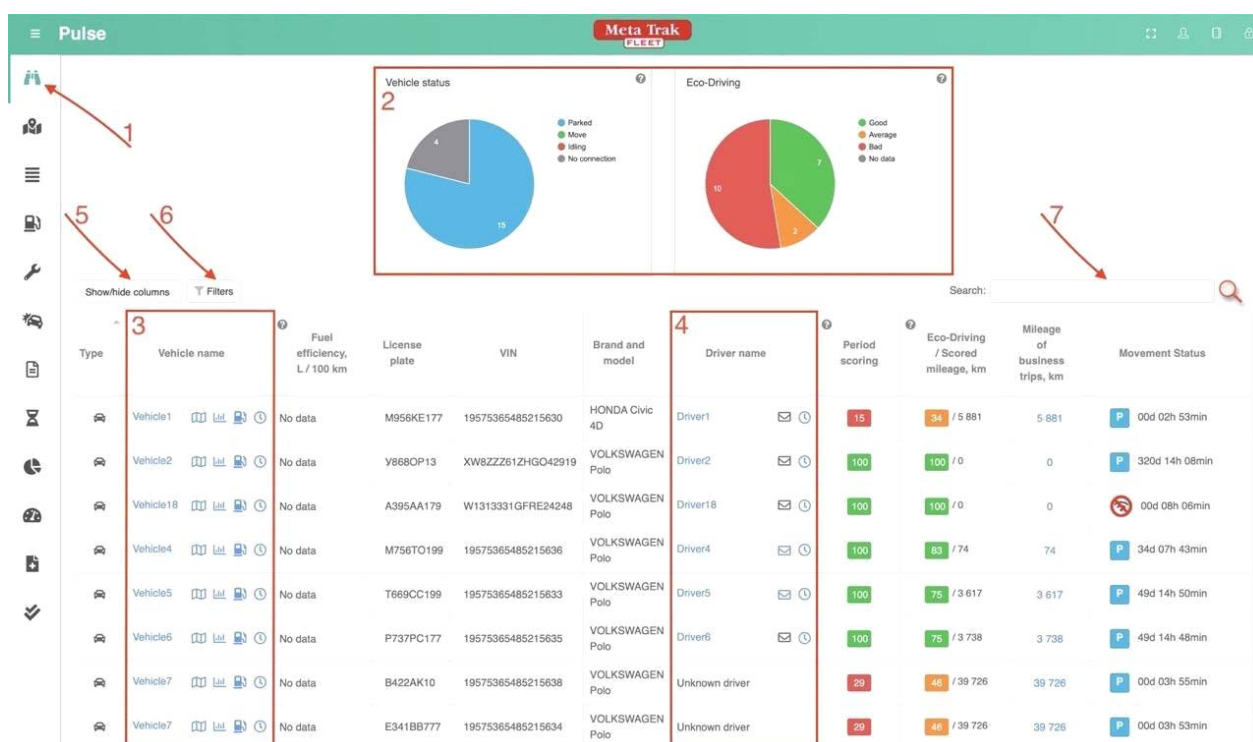 Pulse
Meta Trak
FLEET
1
2
Vehicle status
Parked
Move
Idling
No connection
4
15
Eco-Driving
Good
Average
Bad
No data
7
10
2
5
6
7
Show/hide columns
Filters
Search:
3
4
Type
Vehicle name
Fuel
efficiency,
L / 100 km
License
plate
VIN
Brand and
model
Driver name
Period
scoring
Eco-Driving
/ Scored
mileage, km
Mileage
of
business
trips, km
Movement Status
Vehicle1 No data M956KE177 19575365485215630 HONDA Civic
4D
Driver1 15 34 / 5 881 5 881 P 00d 02h 53min
Vehicle2 No data У868OP13 XW8ZZZ61ZHGO42919 VOLKSWAGEN
Polo
Driver2 100 100 / 0 0 P 320d 14h 08min
Vehicle18 No data A395AA179 W1313331GFRE24248 VOLKSWAGEN
Polo
Driver18 100 100 / 0 0 00d 08h 06min
Vehicle4 No data M756TO199 19575365485215636 VOLKSWAGEN
Polo
Driver4 100 83 / 74 74 P 34d 07h 43min
Vehicle5 No data T669CC199 19575365485215633 VOLKSWAGEN
Polo
Driver5 100 75 / 3 617 3 617 P 49d 14h 50min
Vehicle6 No data P737PC177 19575365485215635 VOLKSWAGEN
Polo
Driver6 100 75 / 3 738 3 738 P 49d 14h 48min
Vehicle7 No data B422AK10 19575365485215638 VOLKSWAGEN
Polo
Unknown driver 29 46 / 39 726 39 726 P 00d 03h 55min
Vehicle7 No data E341BB777 19575365485215634 VOLKSWAGEN
Polo
Unknown driver 29 46 / 39 726 39 726 P 00d 03h 53min